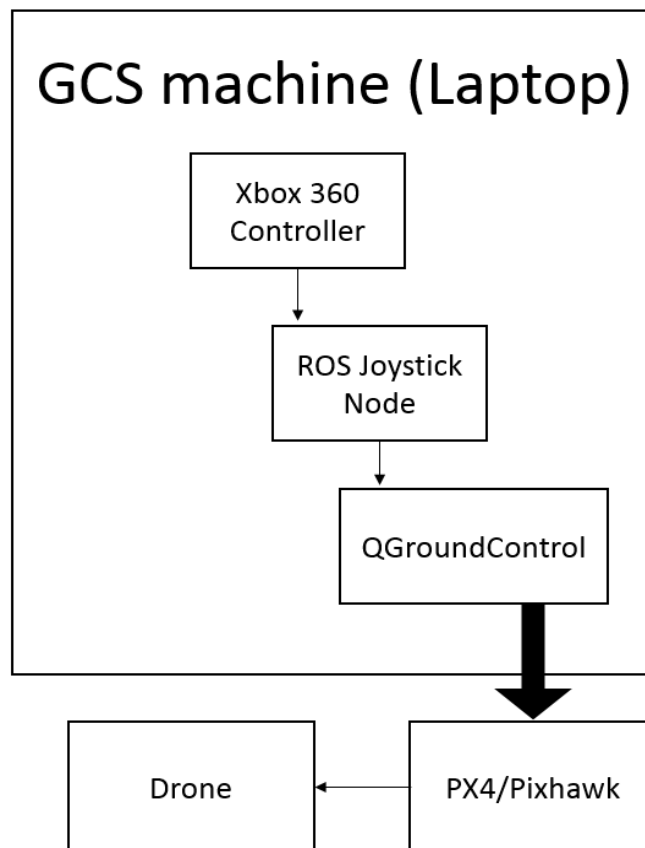 GCS machine (Laptop)
Xbox 360
Controller
ROS Joystick
Node
QGroundControl
Drone
PX4/Pixhawk